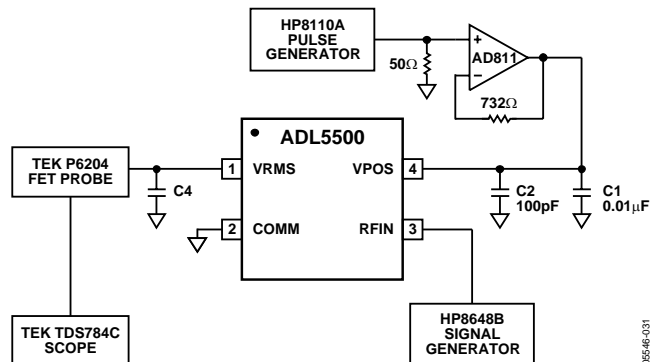 HP8110A
PULSE
GENERATOR
50Ω
+
AD811
−
732Ω
ADL5500
TEK P6204
FET PROBE
C4
1
VRMS
VPOS
4
C2
100pF
C1
0.01μF
2
COMM
RFIN
3
TEK TDS784C
SCOPE
HP8648B
SIGNAL
GENERATOR
05546-031